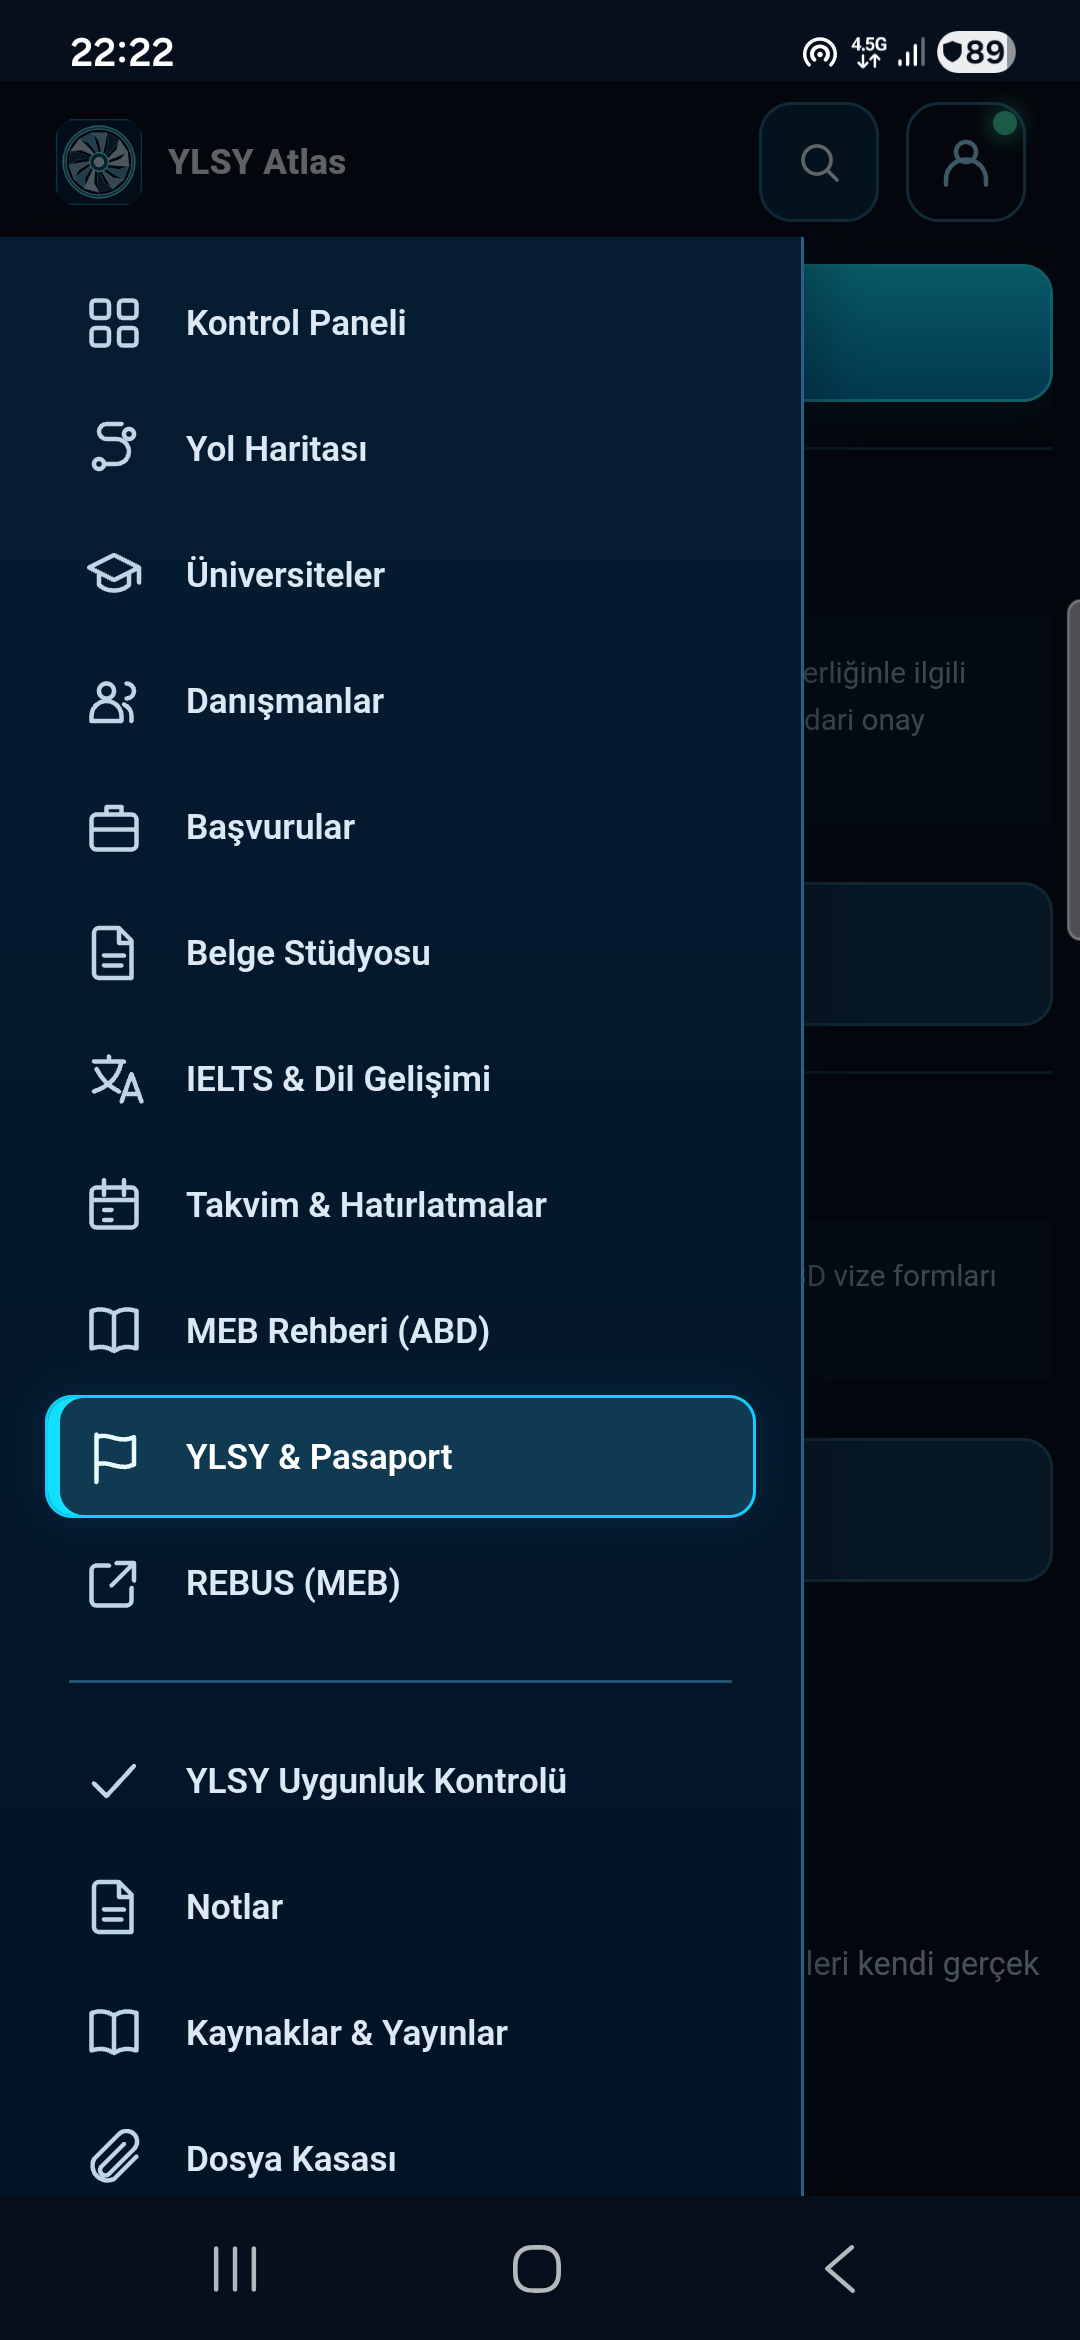 22:22
4.5G
89
YLSY Atlas
Kontrol Paneli
Yol Haritası
Üniversiteler
erliğinle ilgili
Danışmanlar
dari onay
Başvurular
Belge Stüdyosu
IELTS & Dil Gelişimi
Takvim & Hatırlatmalar
D vize formları
MEB Rehberi (ABD)
YLSY & Pasaport
REBUS (MEB)
YLSY Uygunluk Kontrolü
Notlar
leri kendi gerçek
Kaynaklar & Yayınlar
Dosya Kasası